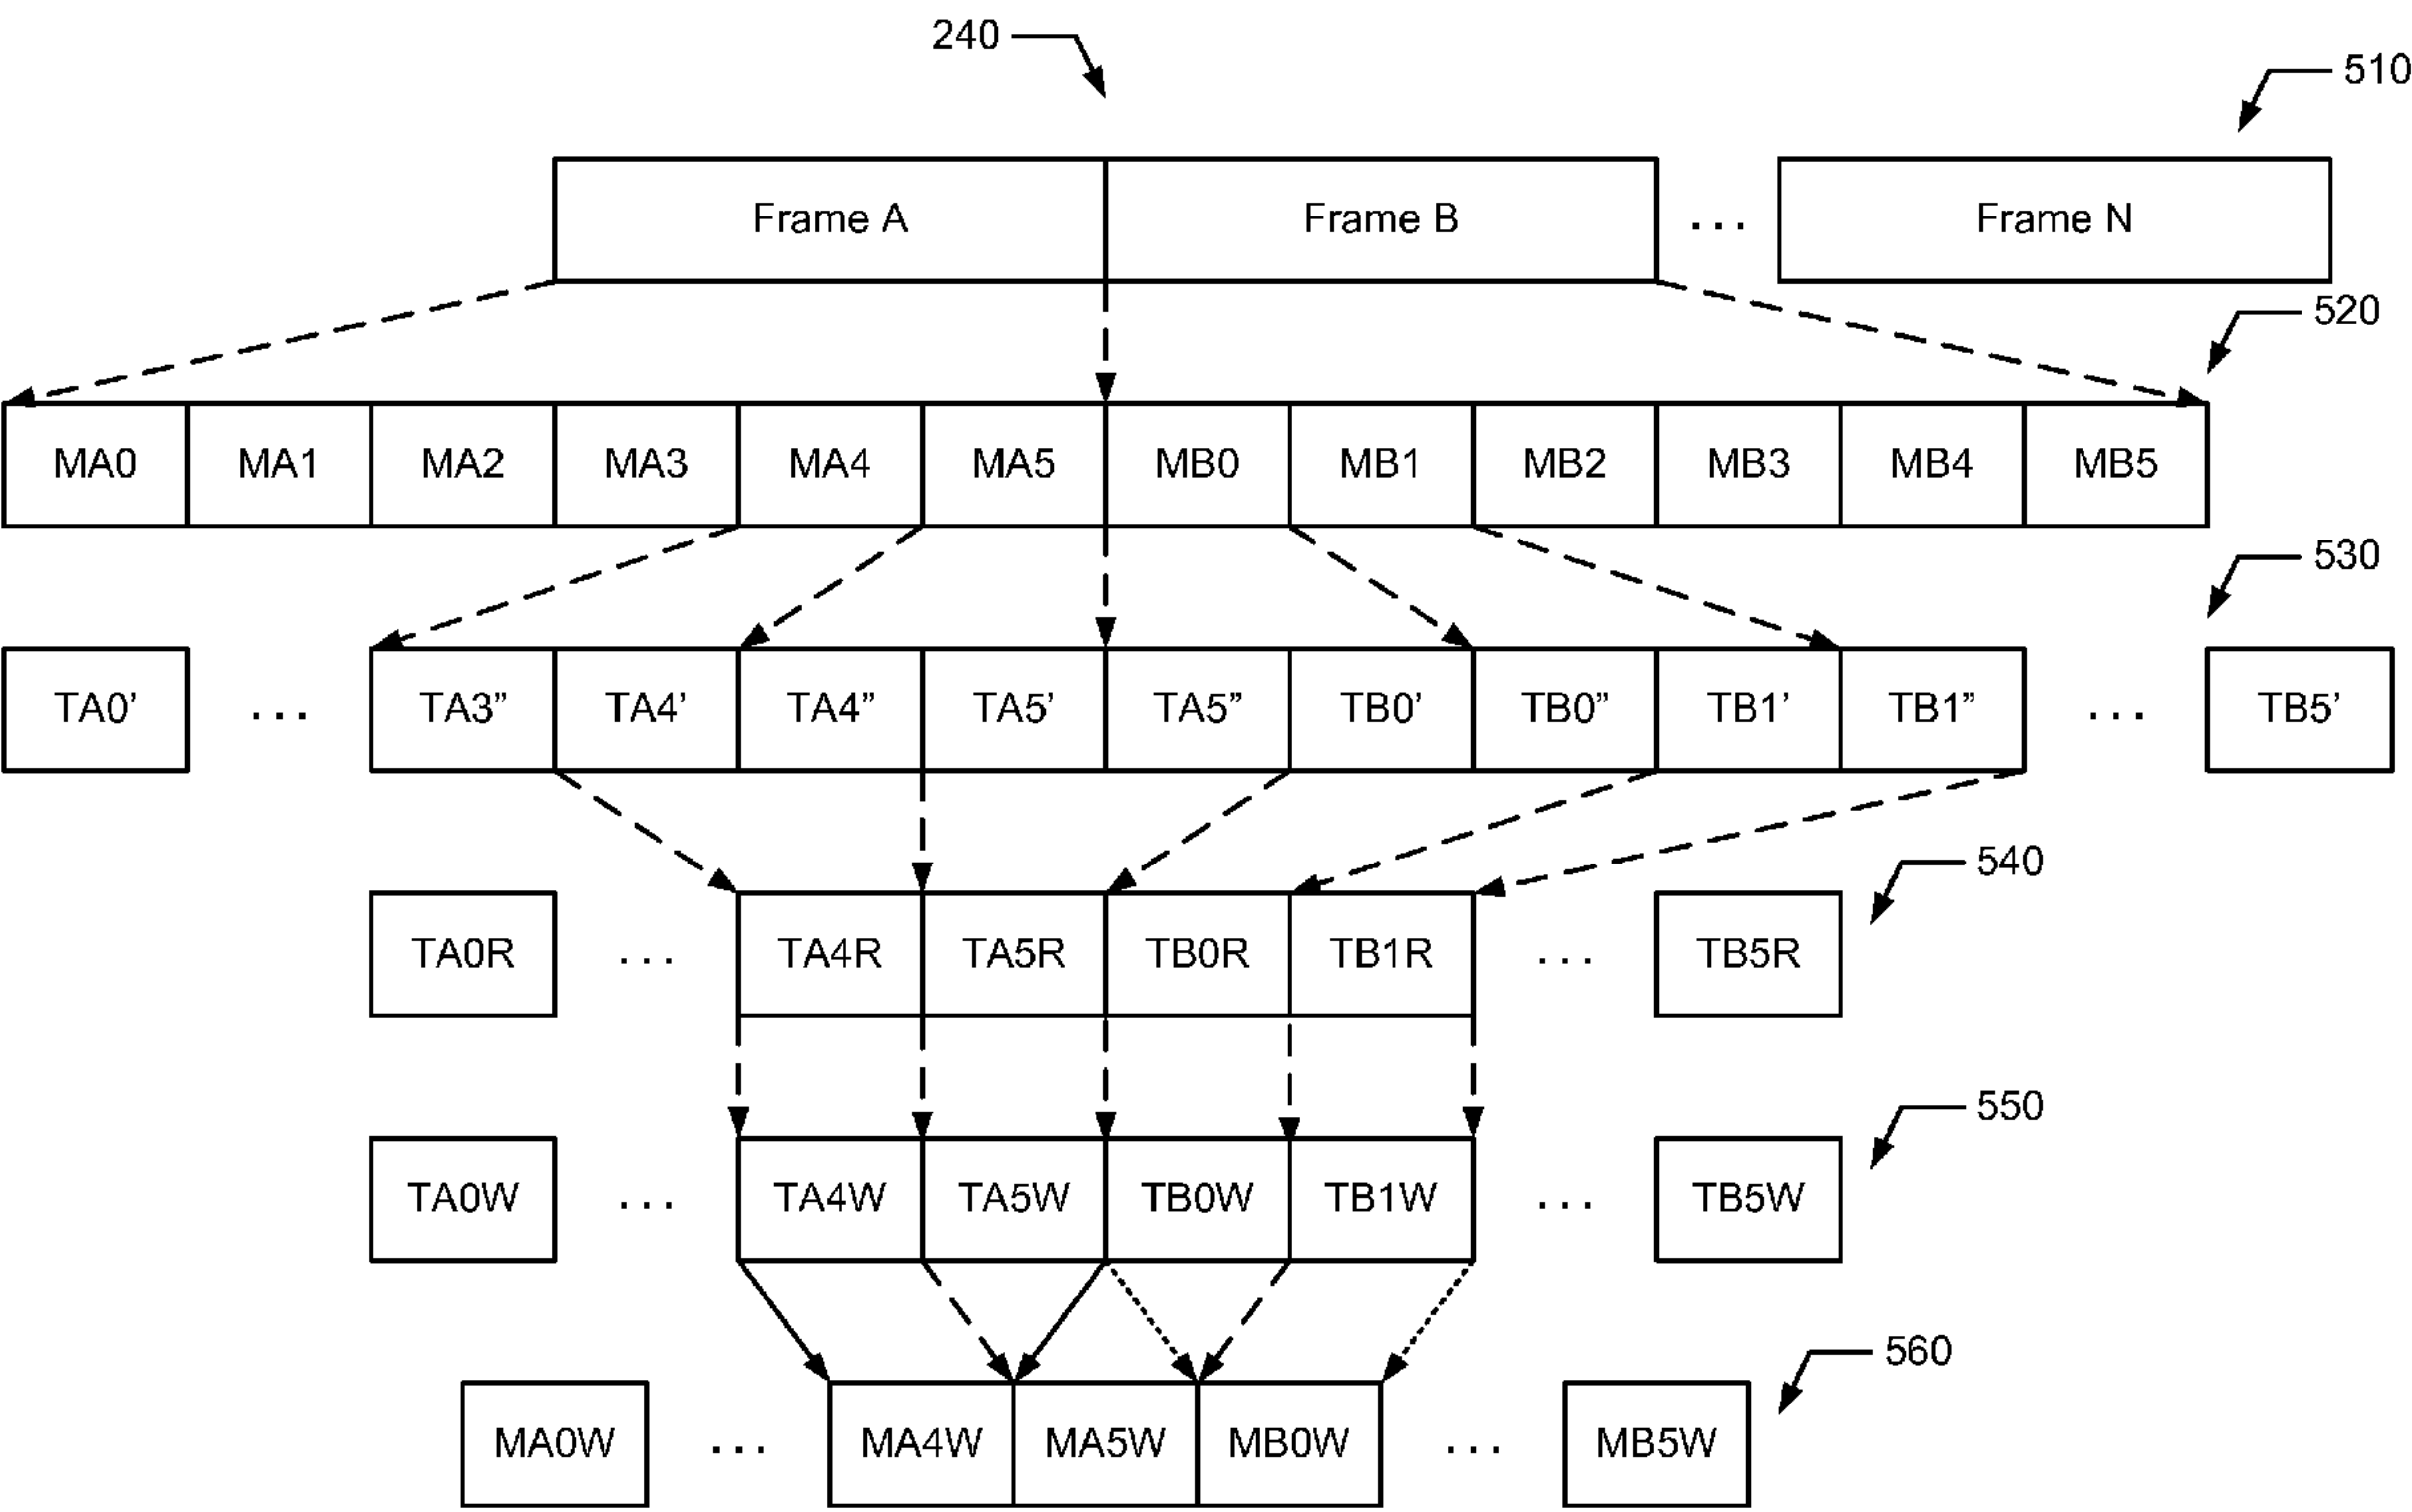 240
510
Frame A Frame B ... Frame N
520
MA0 MA1 MA2 MA3 MA4 MA5 MB0 MB1 MB2 MB3 MB4 MB5
530
TA0’ ... TA3” TA4’ TA4” TA5’ TA5” TB0’ TB0” TB1’ TB1” ... TB5’
540
TA0R ... TA4R TA5R TB0R TB1R ... TB5R
550
TA0W ... TA4W TA5W TB0W TB1W ... TB5W
560
MA0W ... MA4W MA5W MB0W ... MB5W